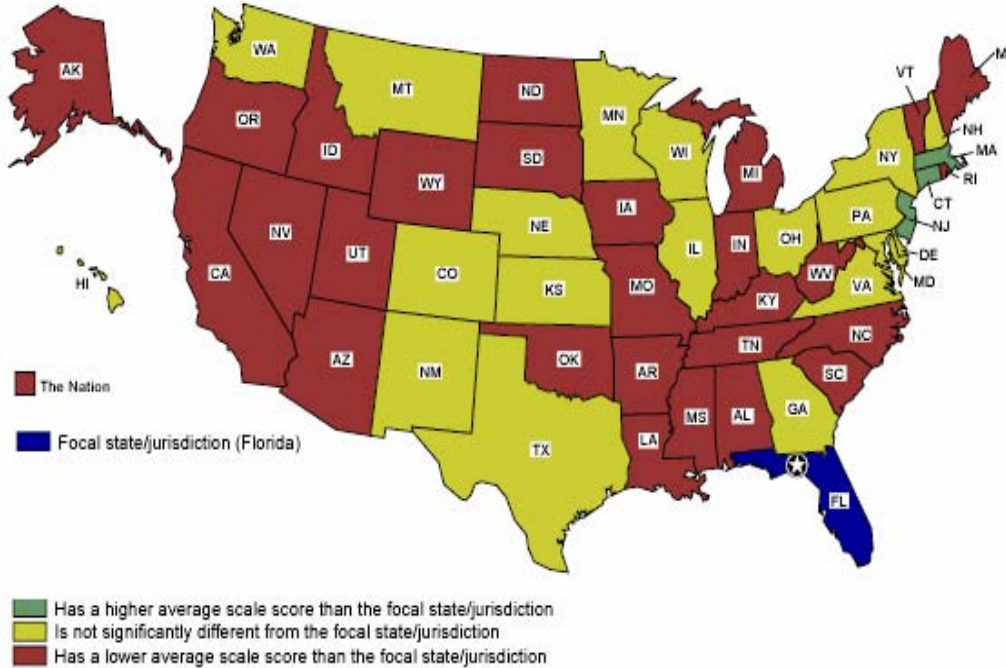 AK
WA
MT
ND
MN
VT
M
OR
ID
SD
WI
MI
NY
NH
MA
WY
RI
IA
CT
NV
NE
PA
NJ
UT
IL
IN
OH
CA
CO
DE
HI
KS
MO
WV
MD
KY
VA
NC
TN
AZ
NM
OK
AR
SC
The Nation
MS
AL
GA
LA
Focal state/jurisdiction (Florida)
TX
FL
Has a higher average scale score than the focal state/jurisdiction
Is not significantly different from the focal state/jurisdiction
Has a lower average scale score than the focal state/jurisdiction